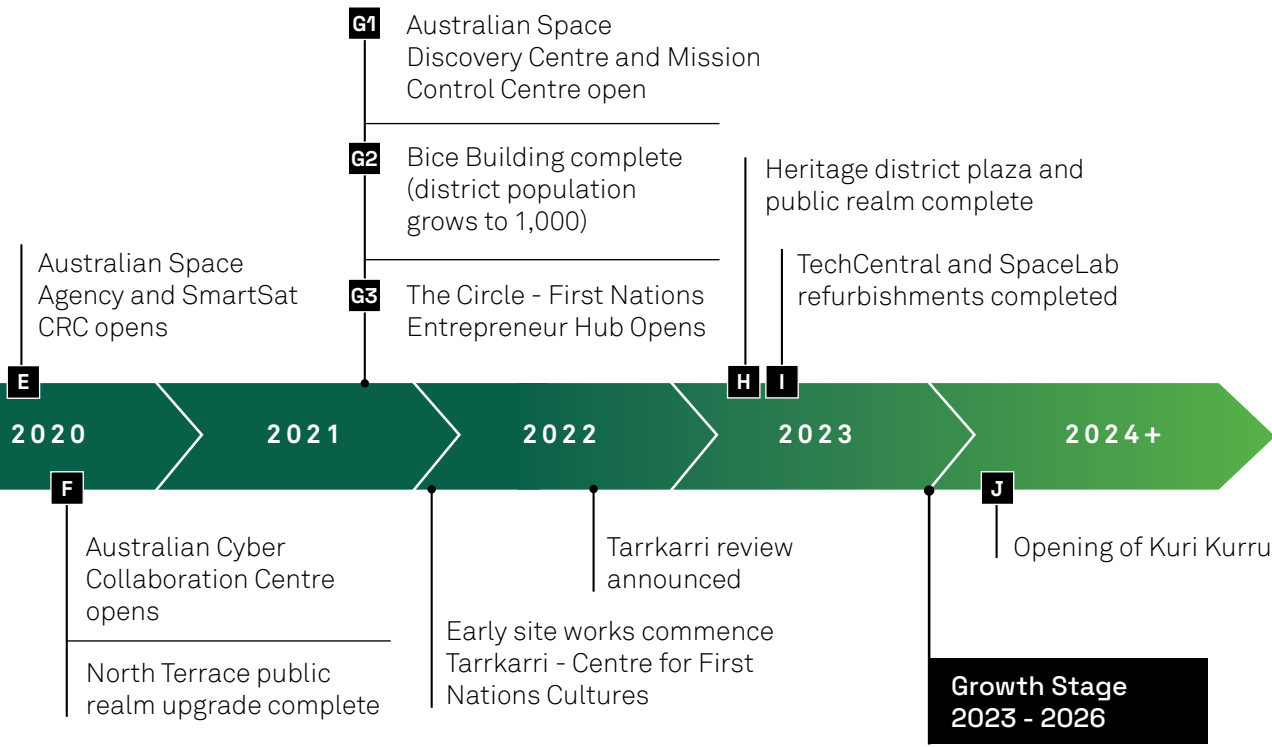 G1
Australian Space
Discovery Centre and Mission
Control Centre open
G2
Bice Building complete
(district population
grows to 1,000)
G3
The Circle - First Nations
Entrepreneur Hub Opens
Australian Space
Agency and SmartSat
CRC opens
Heritage district plaza and
public realm complete
TechCentral and SpaceLab
refurbishments completed
E
H
I
2020
2021
2022
2023
2024+
F
J
Australian Cyber
Collaboration Centre
opens
North Terrace public
realm upgrade complete
Early site works commence
Tarrkarri - Centre for First
Nations Cultures
Tarrkarri review
announced
Opening of Kuri Kurru
Growth Stage
2023 - 2026